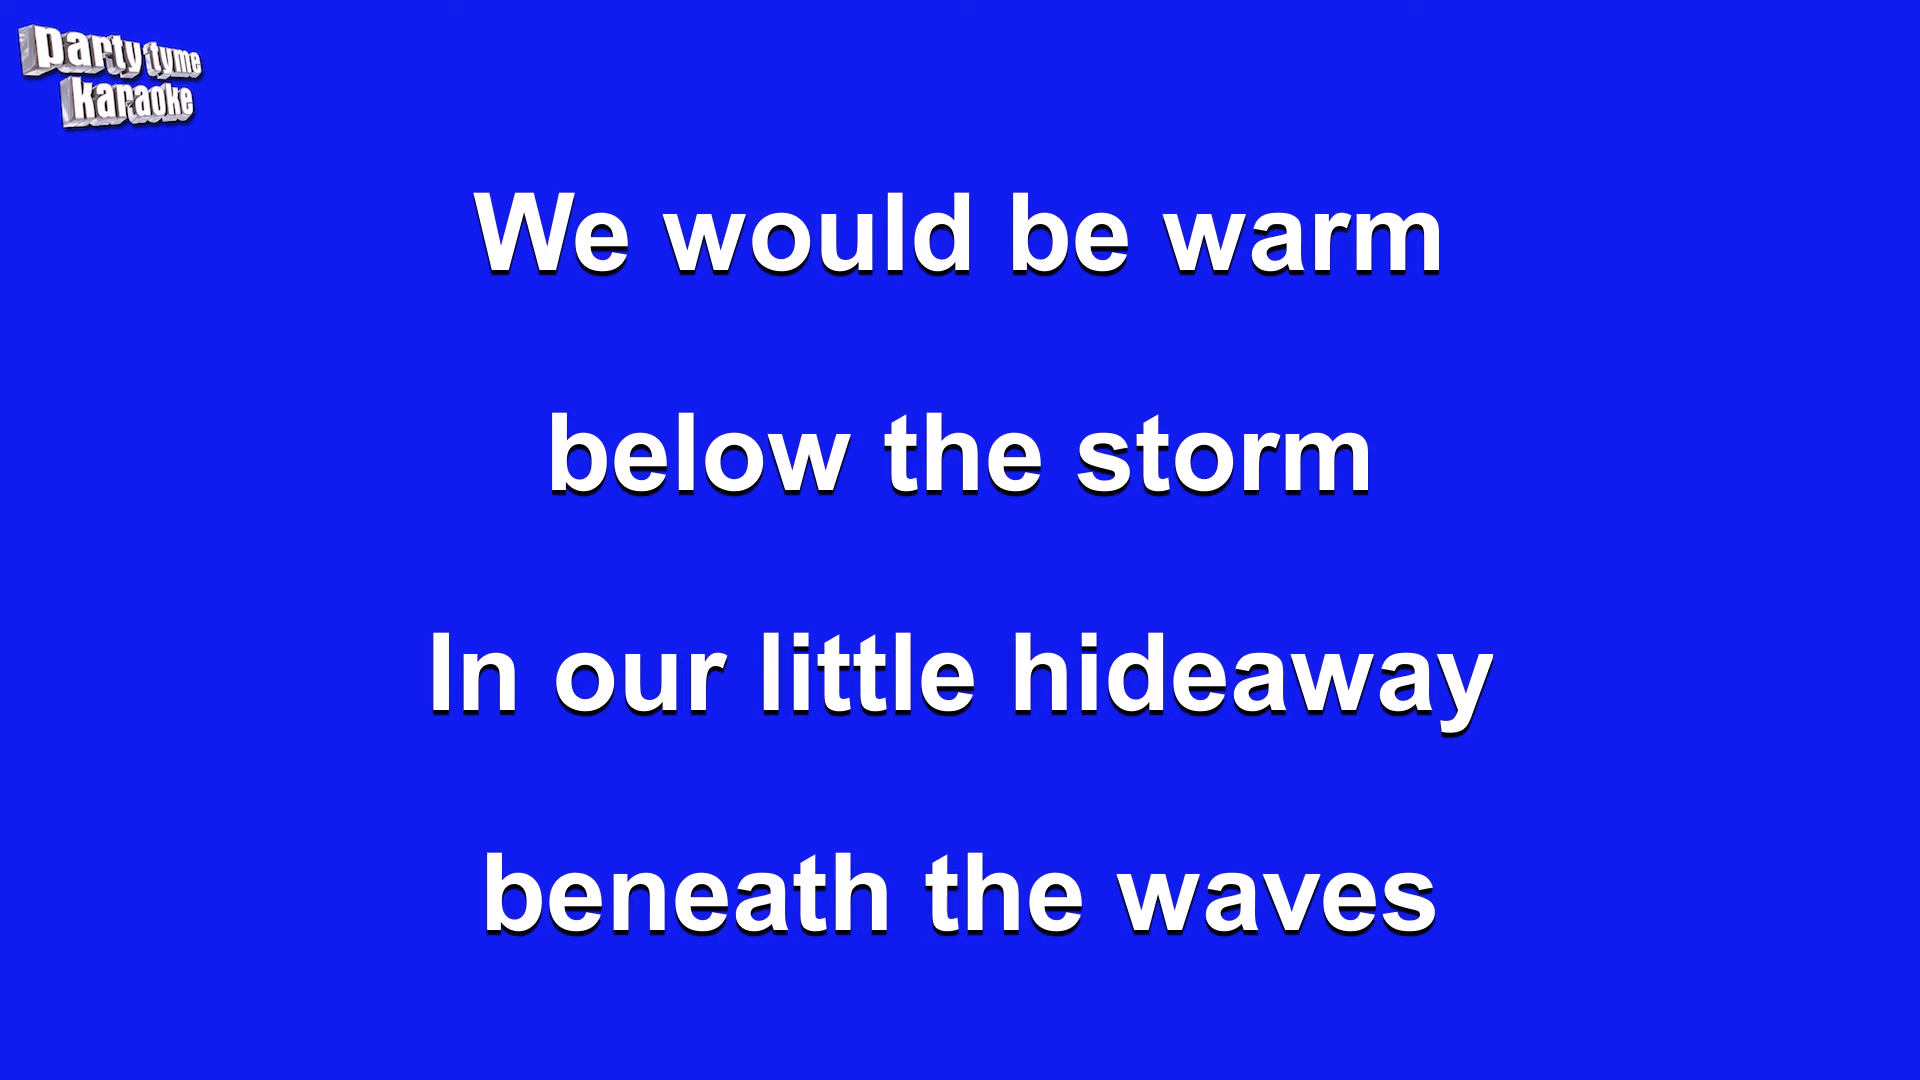 party tyme
karaoke
We would be warm
below the storm
In our little hideaway
beneath the waves